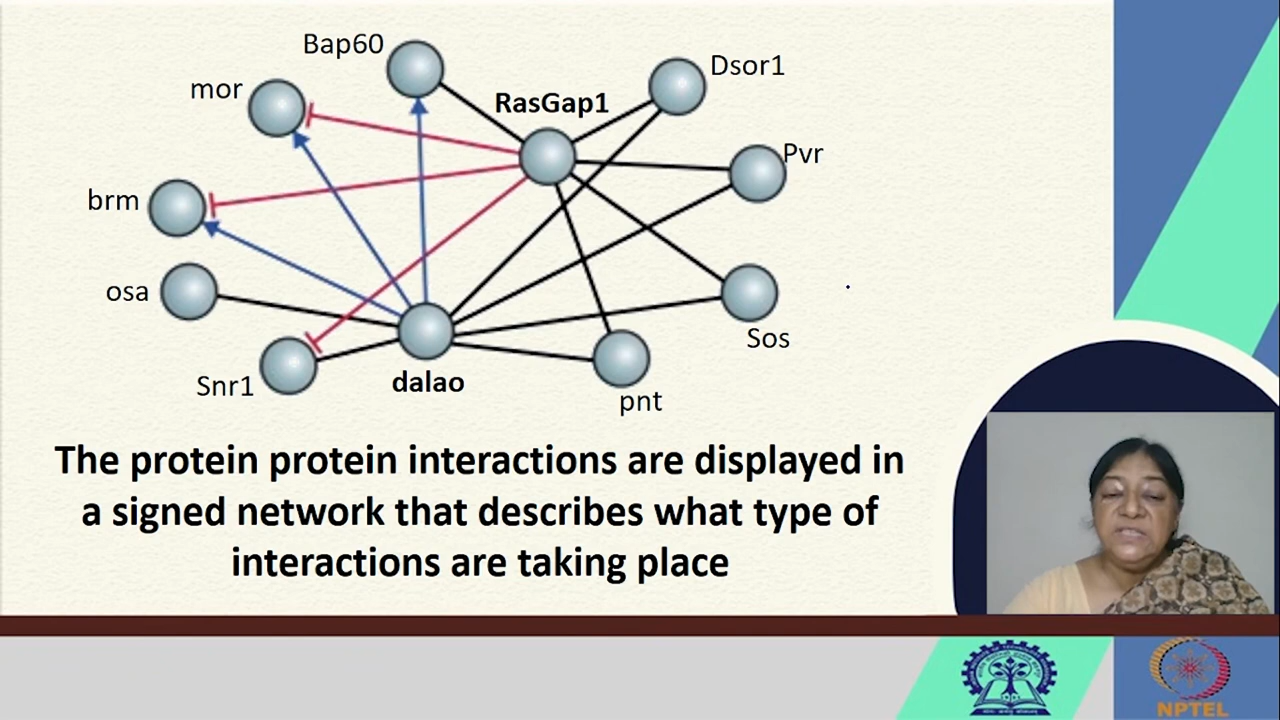 Bap60
Dsor1
mor
RasGap1
Pvr
brm
osa
Sos
Snr1
dalao
pnt
The protein protein interactions are displayed in
a signed network that describes what type of
interactions are taking place
NPTEL